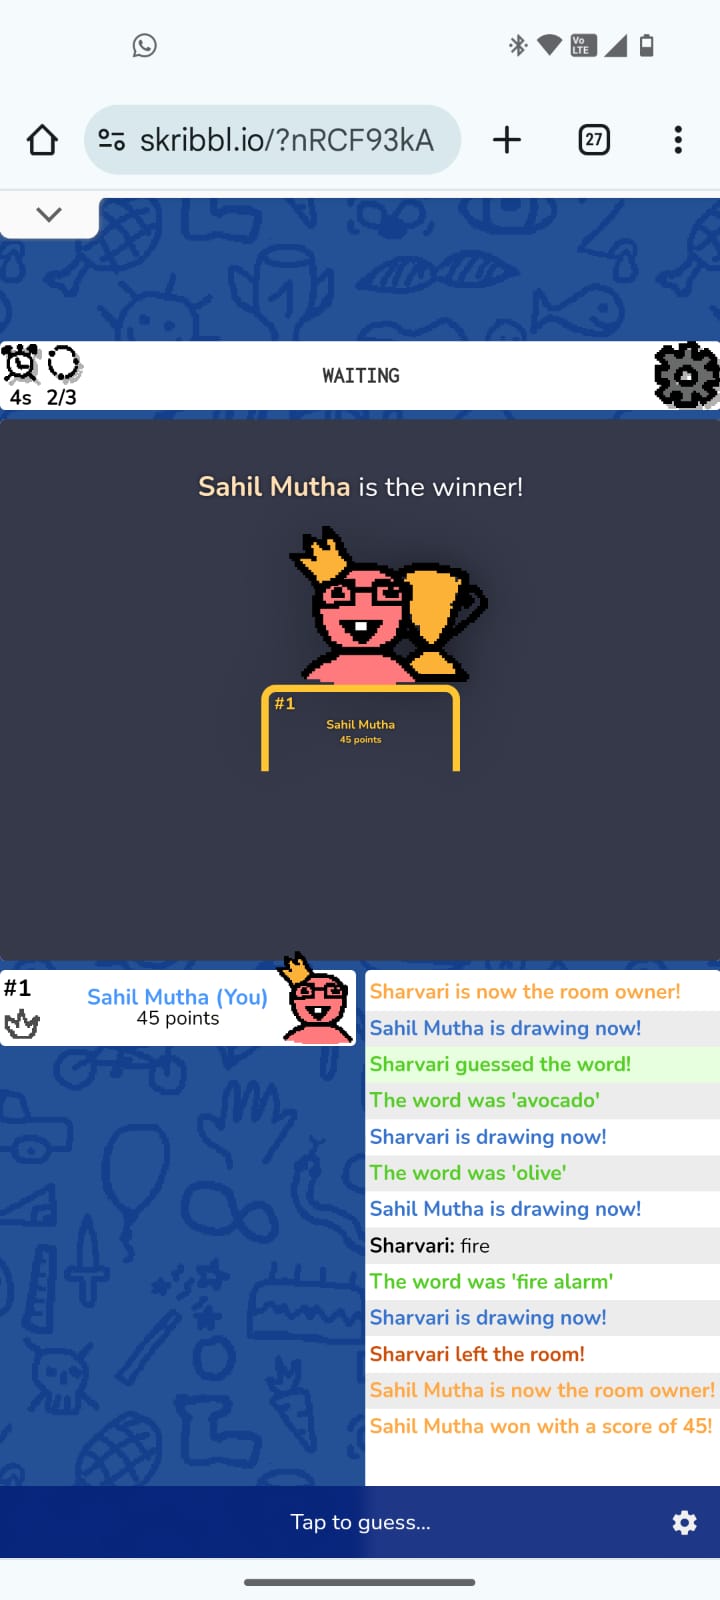 Vo
LTE
skribbl.io/?nRCF93kA
27
4s 2/3
WAITING
Sahil Mutha is the winner!
#1
Sahil Mutha
45 points
#1
Sahil Mutha (You)
45 points
Sharvari is now the room owner!
Sahil Mutha is drawing now!
Sharvari guessed the word!
The word was 'avocado'
Sharvari is drawing now!
The word was 'olive'
Sahil Mutha is drawing now!
Sharvari: fire
The word was 'fire alarm'
Sharvari is drawing now!
Sharvari left the room!
Sahil Mutha is now the room owner!
Sahil Mutha won with a score of 45!
Tap to guess...